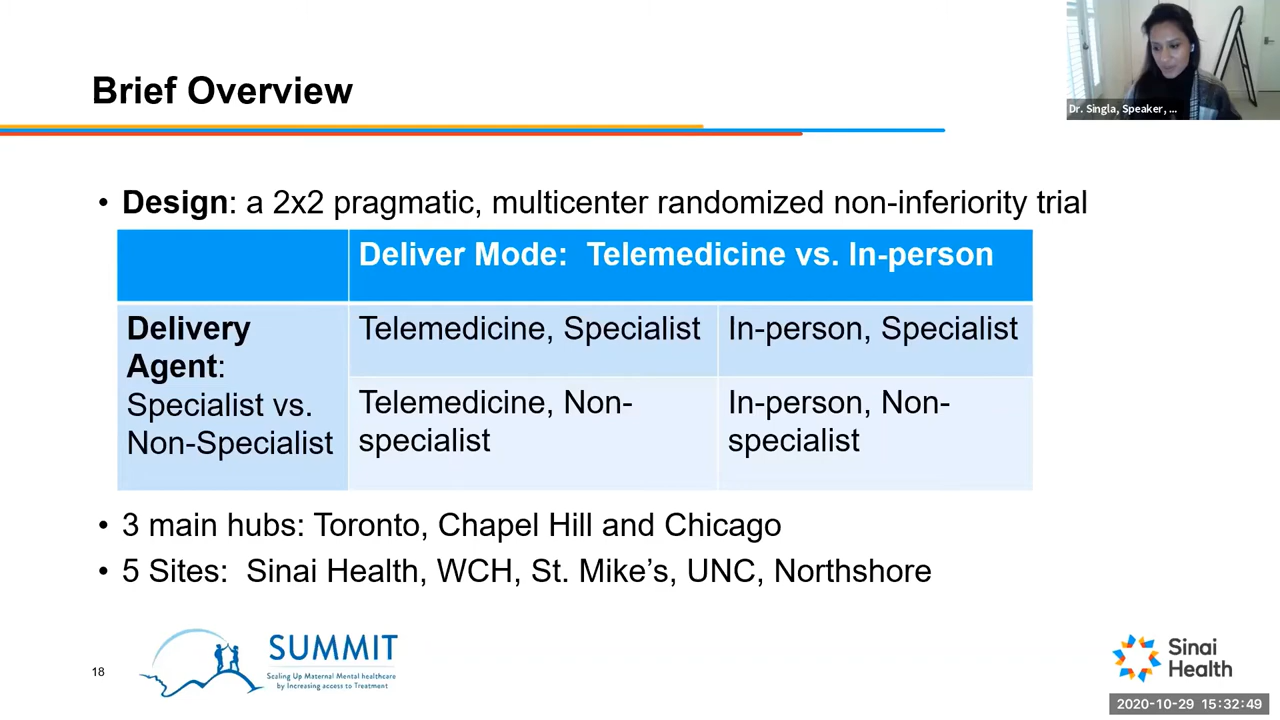 Brief Overview
Dr. Singla, Speaker, ...
• Design: a 2x2 pragmatic, multicenter randomized non-inferiority trial
Deliver Mode: Telemedicine vs. In-person
Delivery
Agent:
Specialist vs.
Non-Specialist
Telemedicine, Specialist
In-person, Specialist
Telemedicine, Non-
specialist
In-person, Non-
specialist
• 3 main hubs: Toronto, Chapel Hill and Chicago
• 5 Sites: Sinai Health, WCH, St. Mike's, UNC, Northshore
18
SUMMIT
Scaling Up Maternal Mental healthcare
by Increasing access to Treatment
Sinai
Health
2020-10-29 15:32:49